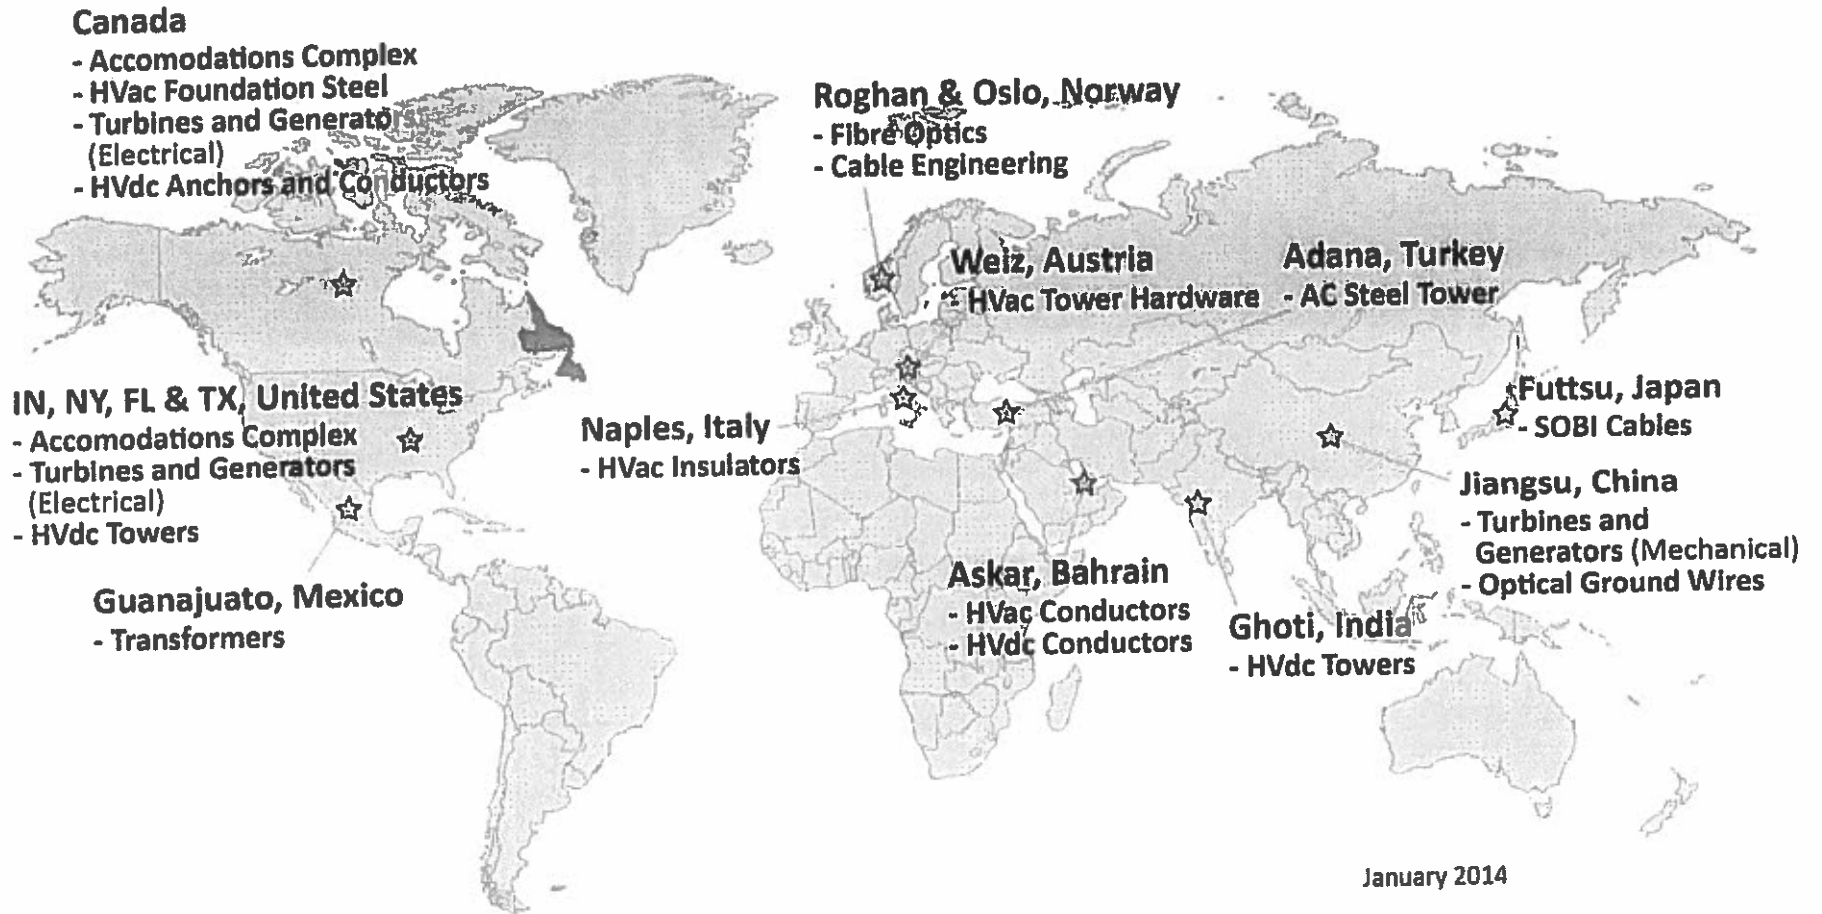 Canada
- Accomodations Complex
- HVac Foundation Steel
- Turbines and Generators
(Electrical)
- HVdc Anchors and Conductors
Roghan & Oslo, Norway
- Fibre Optics
- Cable Engineering
Weiz, Austria
- HVac Tower Hardware
Adana, Turkey
- AC Steel Tower
IN, NY, FL & TX, United States
- Accomodations Complex
- Turbines and Generators
(Electrical)
- HVdc Towers
Naples, Italy
- HVac Insulators
Futtsu, Japan
- SOBI Cables
Jiangsu, China
- Turbines and
Generators (Mechanical)
- Optical Ground Wires
Guanajuato, Mexico
- Transformers
Askar, Bahrain
- HVac Conductors
- HVdc Conductors
Ghoti, India
- HVdc Towers
January 2014